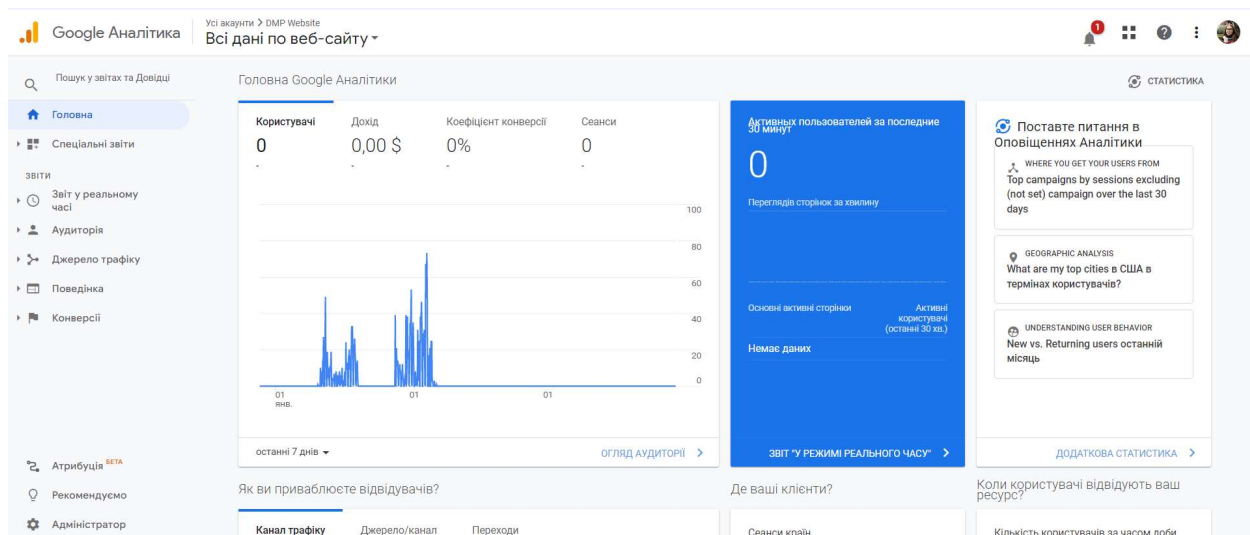 Google Аналітика
Усі акаунти > DMP Website
Всі дані по веб-сайту
1
Пошук у звітах та Довідці
Головна
Спеціальні звіти
ЗВІТИ
Звіт у реальному
часі
Аудиторія
Джерело трафіку
Поведінка
Конверсії
Атрибуція БЕТА
Рекомендуємо
Адміністратор
Головна Google Аналітики
СТАТИСТИКА
Користувачі
0
-
Дохід
0,00 $
-
Коефіцієнт конверсії
0%
-
Сеанси
0
-
100
80
60
40
20
0
01
янв.
01
01
останні 7 днів
ОГЛЯД АУДИТОРІЇ >
Активных пользователей за последние
30 минут
0
Переглядів сторінок за хвилину
Основні активні сторінки
Активні
користувачі
(останні 30 хв.)
Немає даних
ЗВІТ "У РЕЖИМІ РЕАЛЬНОГО ЧАСУ" >
Поставте питання в
Оповіщеннях Аналітики
WHERE YOU GET YOUR USERS FROM
Top campaigns by sessions excluding
(not set) campaign over the last 30
days
GEOGRAPHIC ANALYSIS
What are my top cities в США в
термінах користувачів?
UNDERSTANDING USER BEHAVIOR
New vs. Returning users останній
місяць
ДОДАТКОВА СТАТИСТИКА >
Як ви приваблюєте відвідувачів?
Канал трафіку
Джерело/канал
Переходи
Де ваші клієнти?
Сеанси країн
Коли користувачі відвідують ваш
ресурс?
Кількість користувачів за часом доби